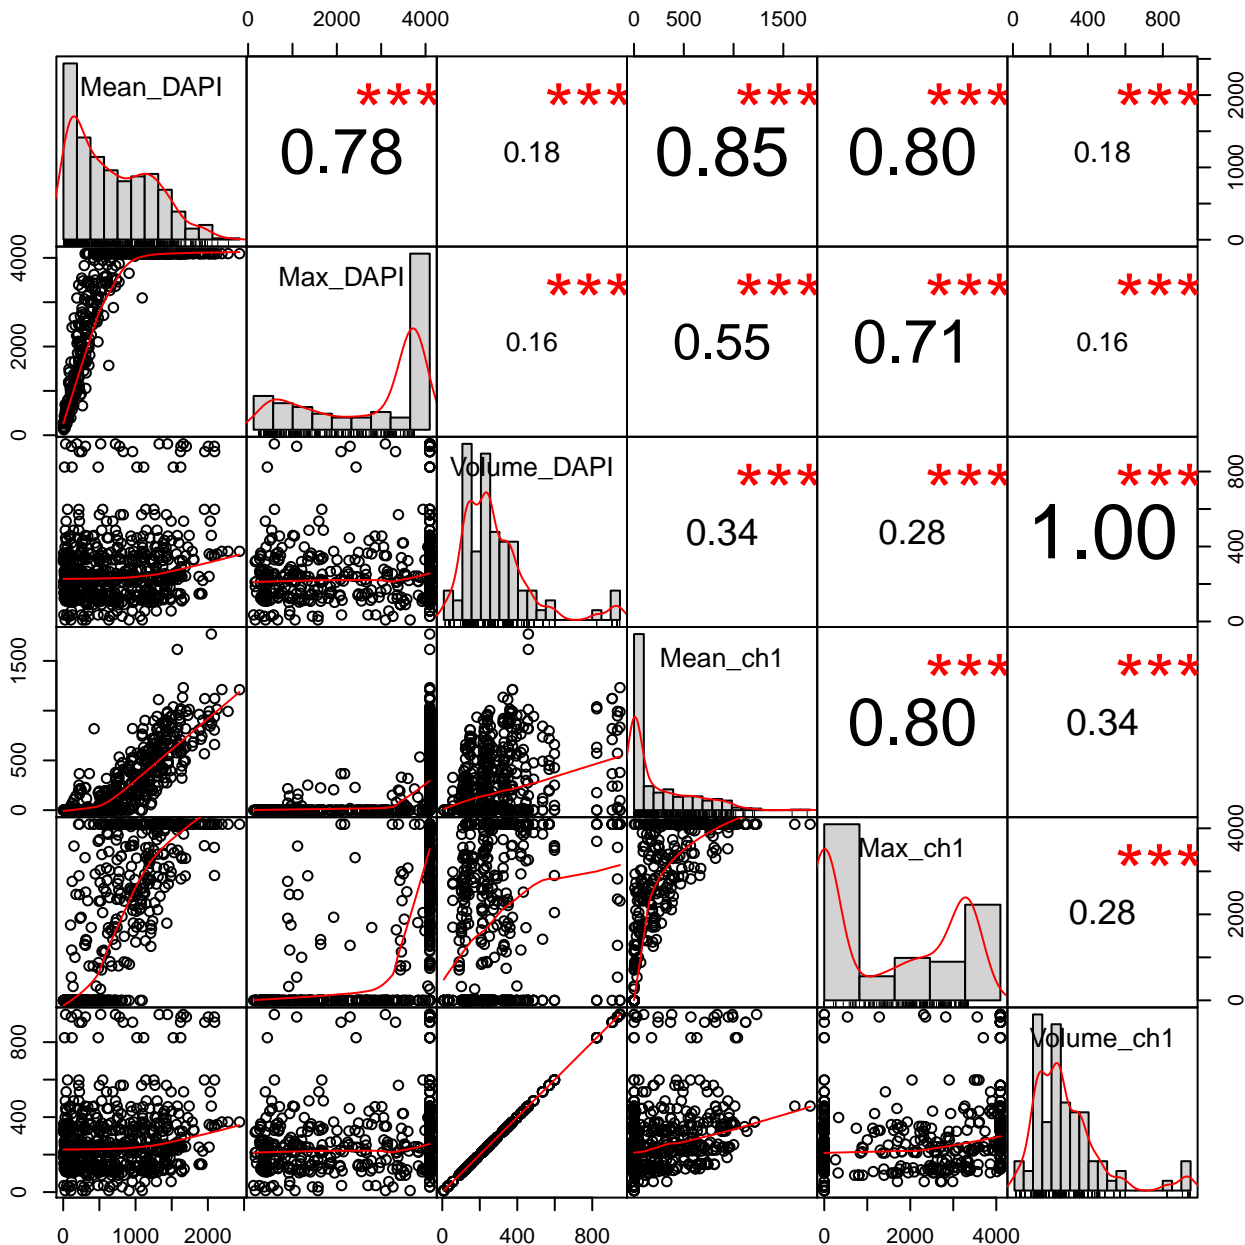 0 2000 4000 0 500 1500 0 400 800
Mean_DAPI *** *** *** *** ***
0.78 0.18 0.85 0.80 0.18
0 1000 2000
Max_DAPI *** *** *** ***
0.16 0.55 0.71 0.16
0 2000 4000
Volume_DAPI *** *** ***
0.34 0.28 1.00
0 400 800
Mean_ch1 *** ***
0.80 0.34
0 500 1500
Max_ch1 ***
0.28
0 2000 4000
Volume_ch1
0 400 800
0 1000 2000 0 400 800 0 2000 4000